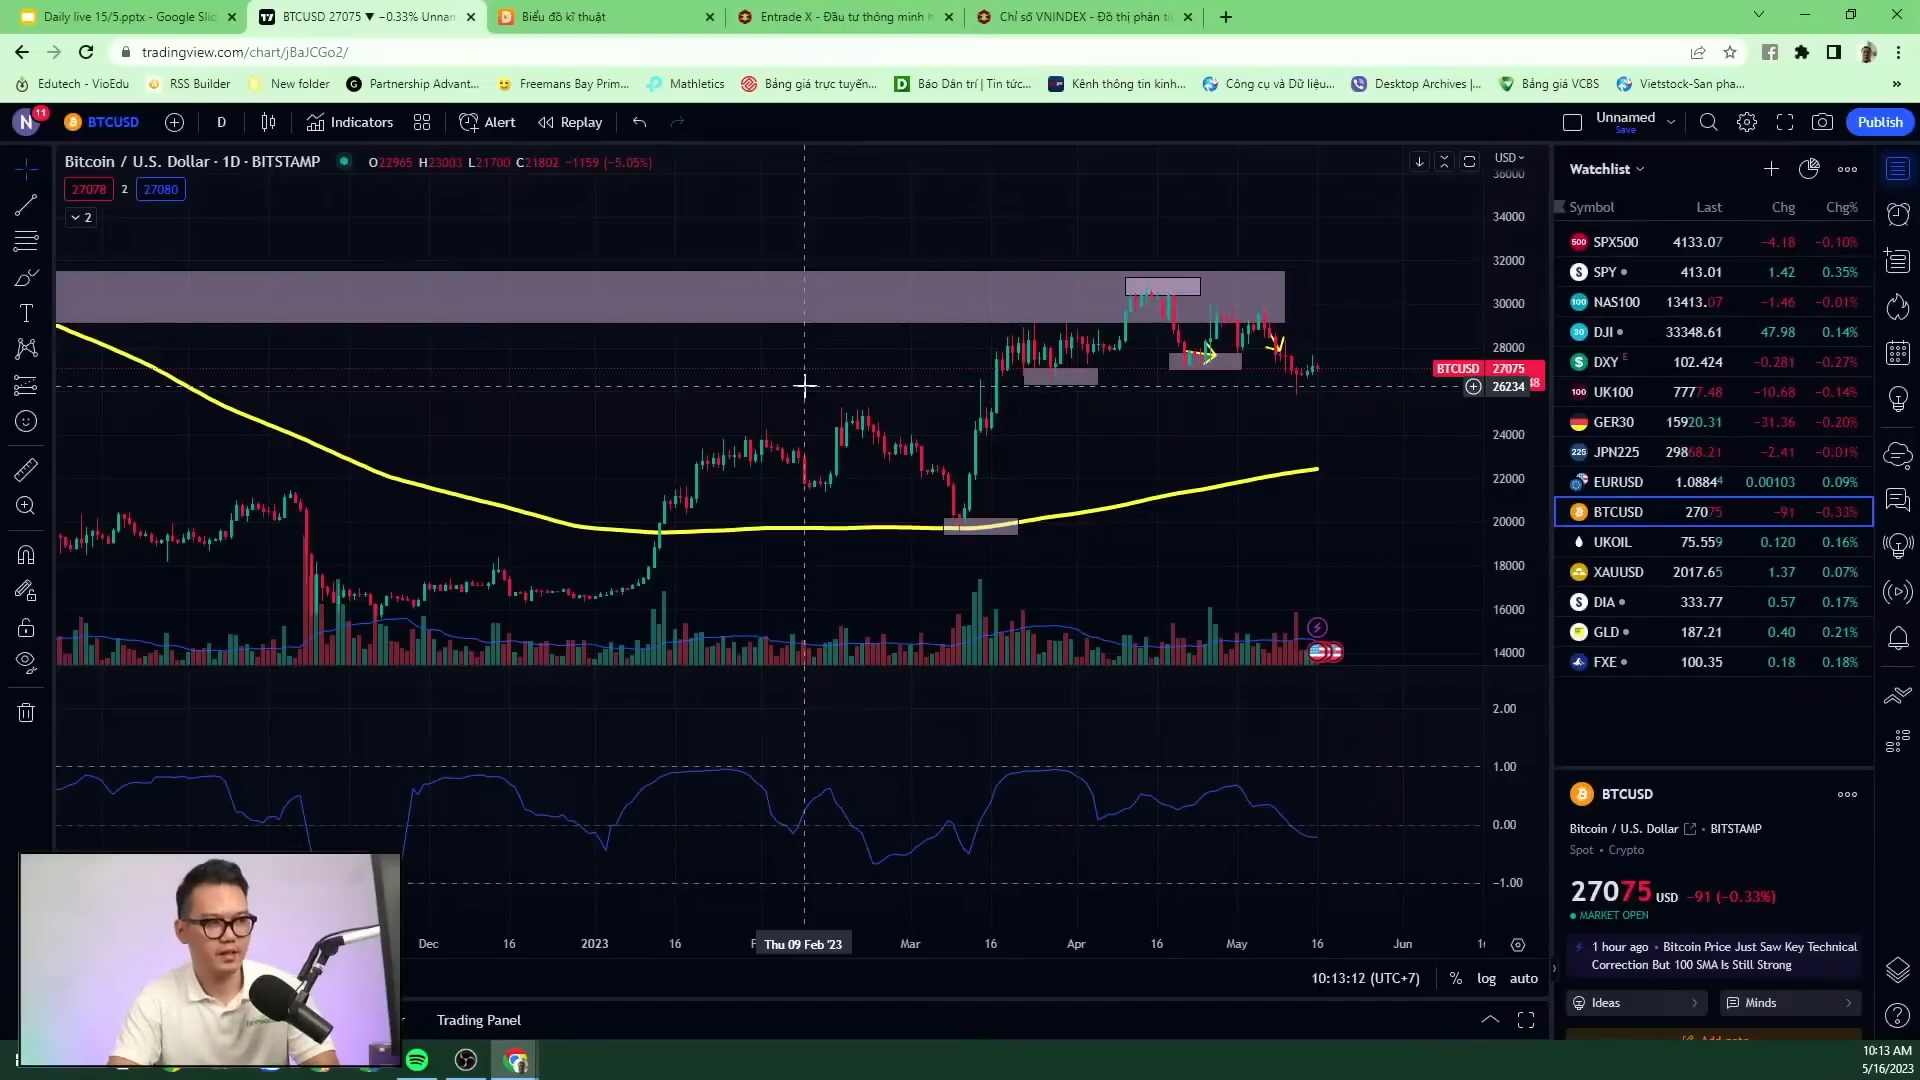 Daily live 15/5.pptx - Google Slid
BTCUSD 27075 ▼ −0.33% Unnam
Biểu đồ kĩ thuật
Entrade X - Đầu tư thông minh h
Chỉ số VNINDEX - Đồ thị phân tí
tradingview.com/chart/jBaJCGo2/
Edutech - VioEdu
RSS Builder
New folder
Partnership Advant...
Freemans Bay Prim...
Mathletics
Bảng giá trực tuyến...
Báo Dân trí | Tin tức...
Kênh thông tin kinh...
Công cụ và Dữ liệu...
Desktop Archives |...
Bảng giá VCBS
Vietstock-San pha...
»
N 11
BTCUSD
D
Indicators
Alert
Replay
Unnamed
Save
Publish
Bitcoin / U.S. Dollar · 1D · BITSTAMP
O22965 H23003 L21700 C21802 −1159 (−5.05%)
27078 2 27080
2
USD
36000
34000
32000
30000
28000
BTCUSD 27075
26234
24000
22000
20000
18000
16000
14000
2.00
1.00
0.00
−1.00
Dec
16
2023
16
Thu 09 Feb '23
Mar
16
Apr
16
May
16
Jun
10:13:12 (UTC+7)
%
log
auto
Trading Panel
Watchlist
Symbol Last Chg Chg%
SPX500 4133.07 −4.18 −0.10%
SPY 413.01 1.42 0.35%
NAS100 13413.07 −1.46 −0.01%
DJI 33348.61 47.98 0.14%
DXY E 102.424 −0.281 −0.27%
UK100 7777.48 −10.68 −0.14%
GER30 15920.31 −31.36 −0.20%
JPN225 29868.21 −2.41 −0.01%
EURUSD 1.08844 0.00103 0.09%
BTCUSD 27075 −91 −0.33%
UKOIL 75.559 0.120 0.16%
XAUUSD 2017.65 1.37 0.07%
DIA 333.77 0.57 0.17%
GLD 187.21 0.40 0.21%
FXE 100.35 0.18 0.18%
BTCUSD
Bitcoin / U.S. Dollar • BITSTAMP
Spot • Crypto
27075 USD −91 (−0.33%)
MARKET OPEN
1 hour ago • Bitcoin Price Just Saw Key Technical
Correction But 100 SMA Is Still Strong
Ideas
Minds
10:13 AM
5/16/2023